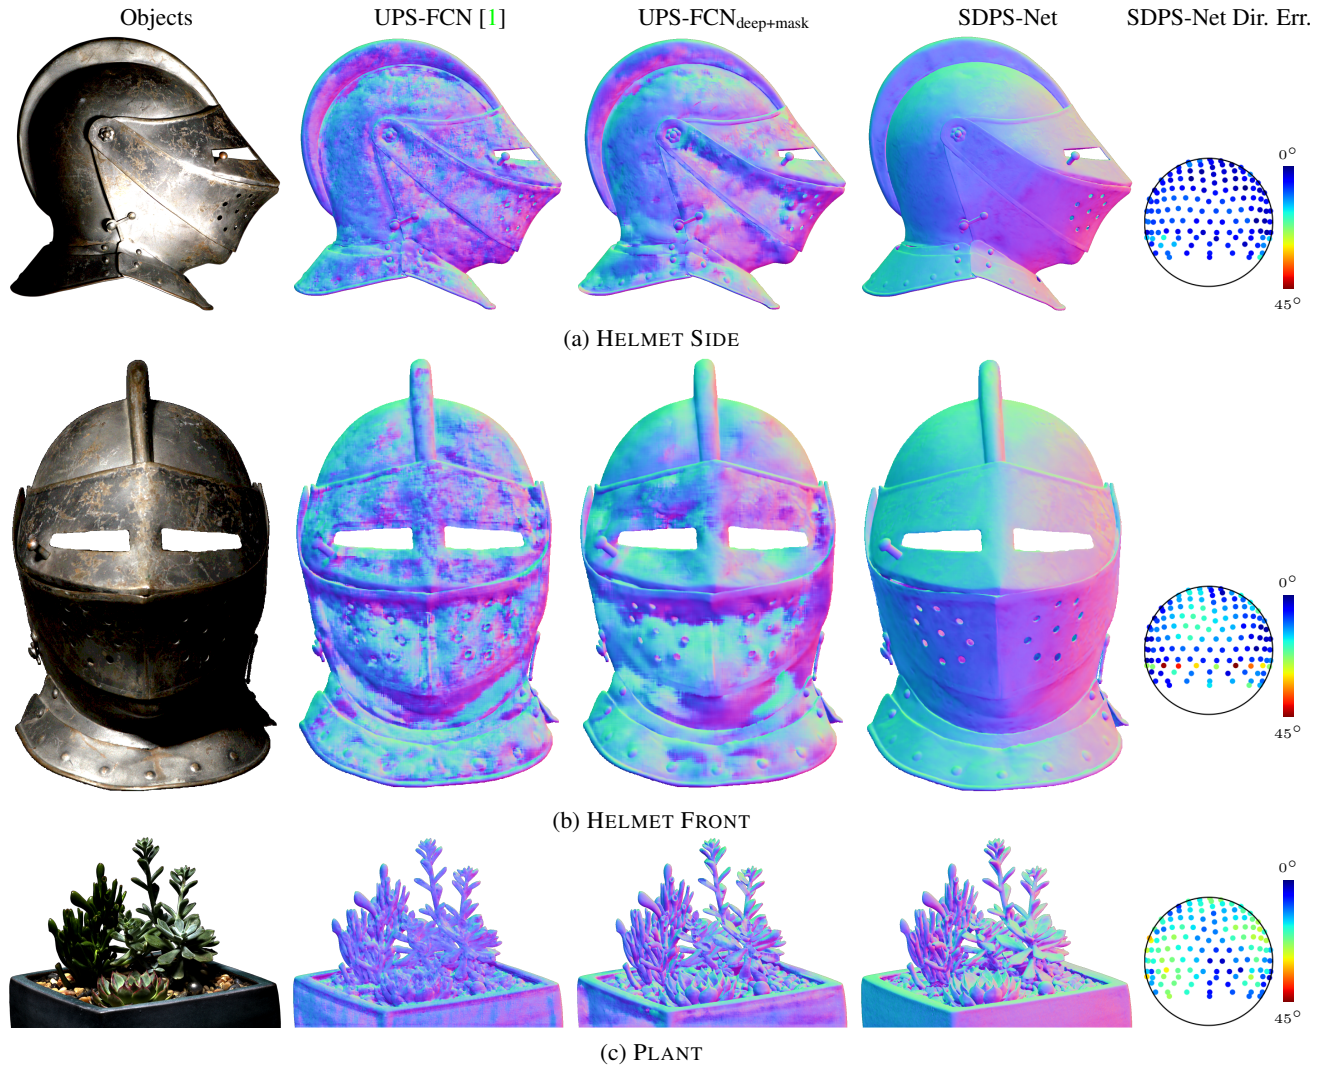 Objects UPS-FCN [1] UPS-FCNdeep+mask SDPS-Net SDPS-Net Dir. Err.
0°
45°
(a) HELMET SIDE
0°
45°
(b) HELMET FRONT
0°
45°
(c) PLANT